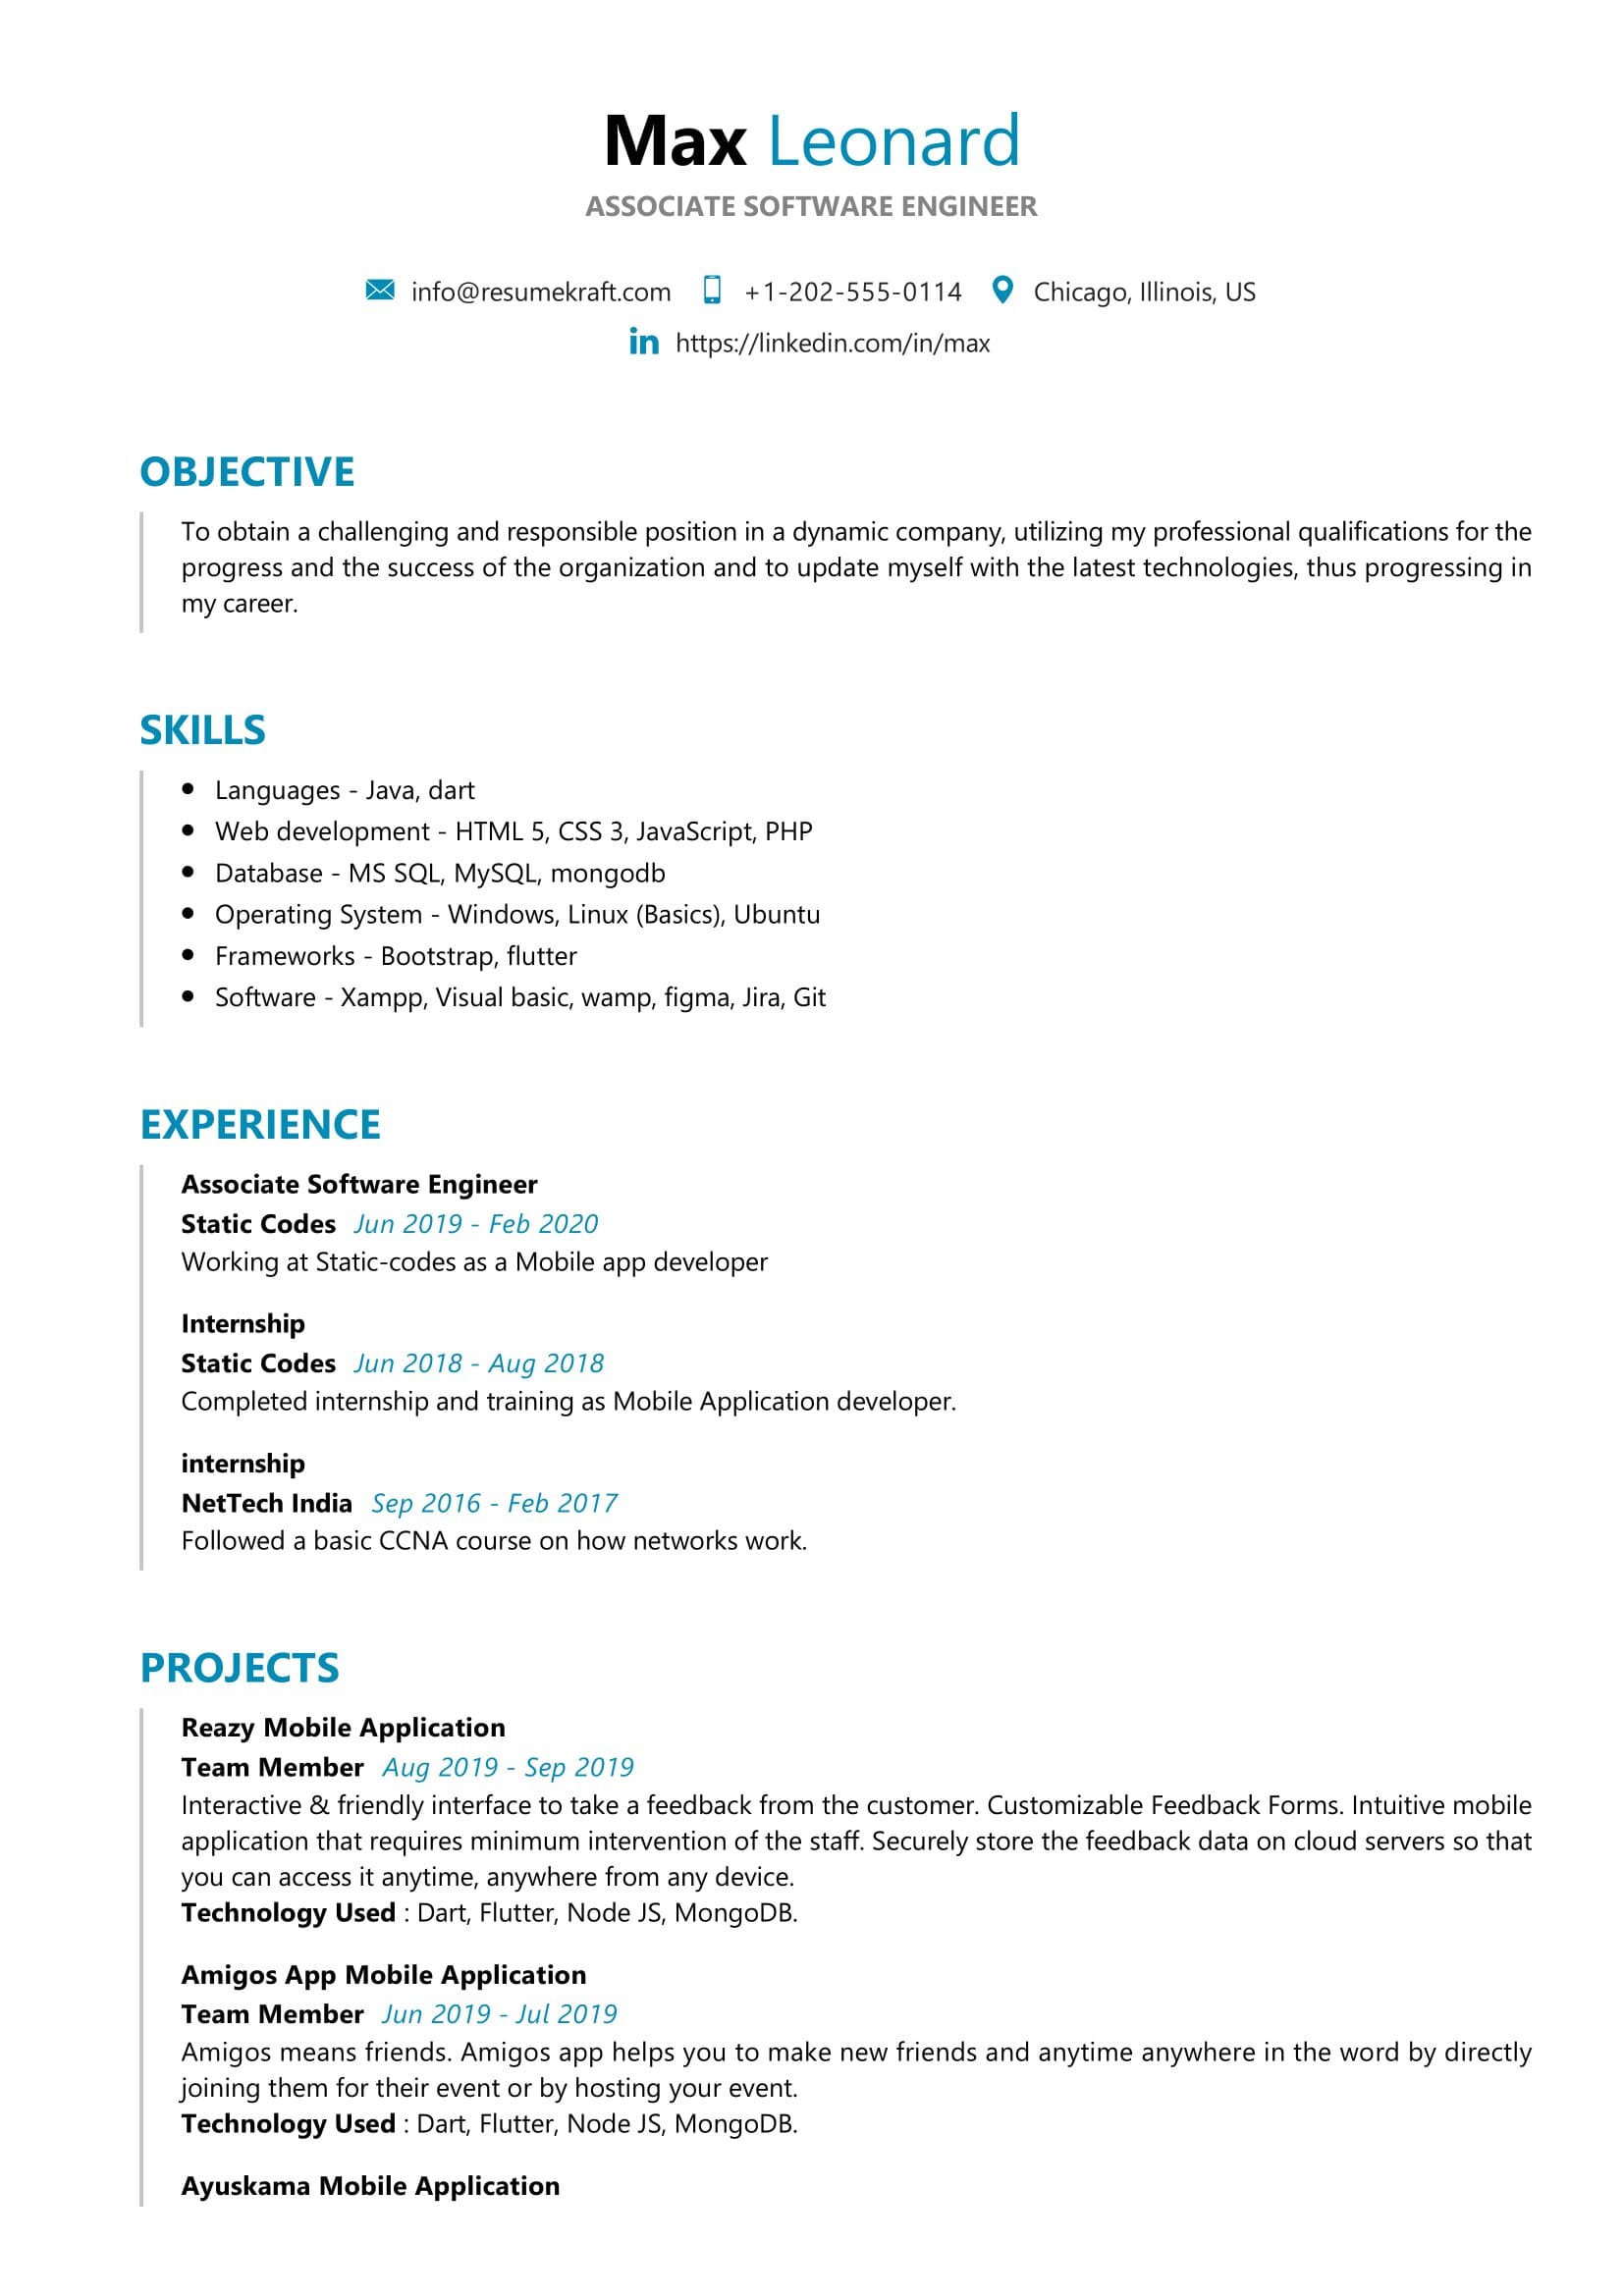 Max Leonard
ASSOCIATE SOFTWARE ENGINEER
info@resumekraft.com +1-202-555-0114 Chicago, Illinois, US
in https://linkedin.com/in/max
OBJECTIVE
To obtain a challenging and responsible position in a dynamic company, utilizing my professional qualifications for the
progress and the success of the organization and to update myself with the latest technologies, thus progressing in
my career.
SKILLS
• Languages - Java, dart
• Web development - HTML 5, CSS 3, JavaScript, PHP
• Database - MS SQL, MySQL, mongodb
• Operating System - Windows, Linux (Basics), Ubuntu
• Frameworks - Bootstrap, flutter
• Software - Xampp, Visual basic, wamp, figma, Jira, Git
EXPERIENCE
Associate Software Engineer
Static Codes Jun 2019 - Feb 2020
Working at Static-codes as a Mobile app developer
Internship
Static Codes Jun 2018 - Aug 2018
Completed internship and training as Mobile Application developer.
internship
NetTech India Sep 2016 - Feb 2017
Followed a basic CCNA course on how networks work.
PROJECTS
Reazy Mobile Application
Team Member Aug 2019 - Sep 2019
Interactive & friendly interface to take a feedback from the customer. Customizable Feedback Forms. Intuitive mobile
application that requires minimum intervention of the staff. Securely store the feedback data on cloud servers so that
you can access it anytime, anywhere from any device.
Technology Used : Dart, Flutter, Node JS, MongoDB.
Amigos App Mobile Application
Team Member Jun 2019 - Jul 2019
Amigos means friends. Amigos app helps you to make new friends and anytime anywhere in the word by directly
joining them for their event or by hosting your event.
Technology Used : Dart, Flutter, Node JS, MongoDB.
Ayuskama Mobile Application